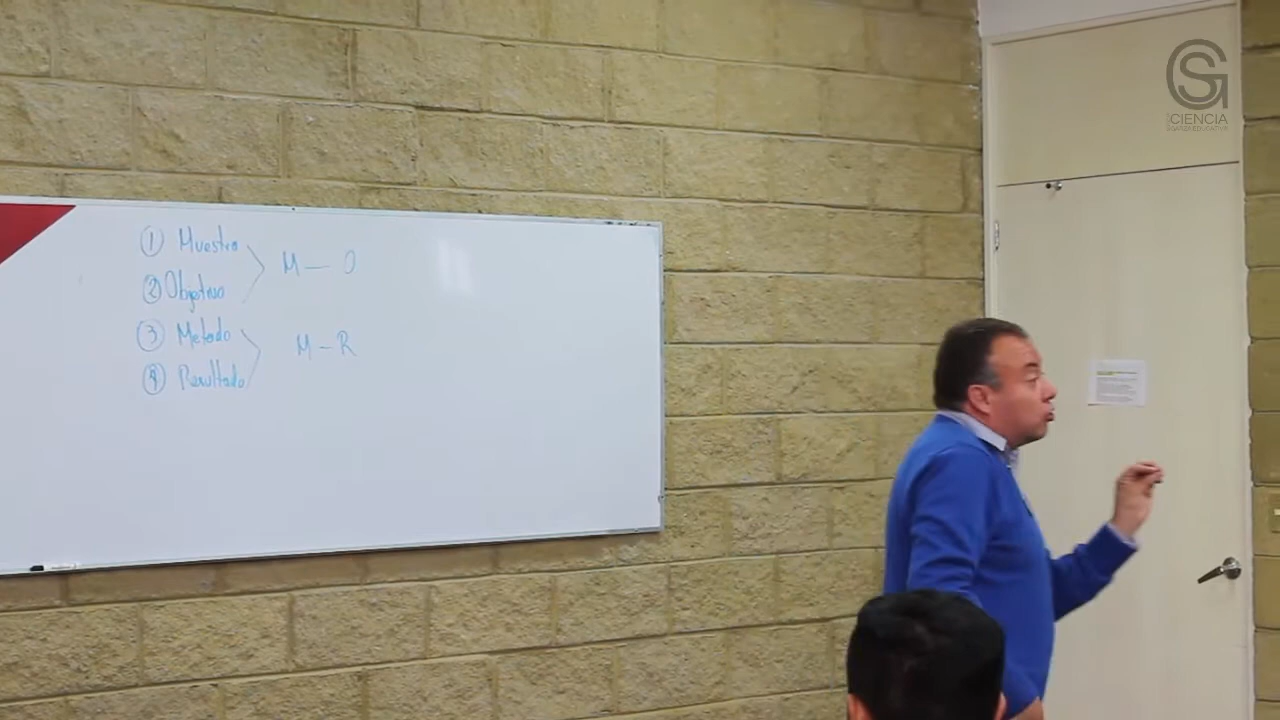 ① Muestra
② Objetivo
M — O
③ Metodo
④ Resultado
M – R
CIENCIA